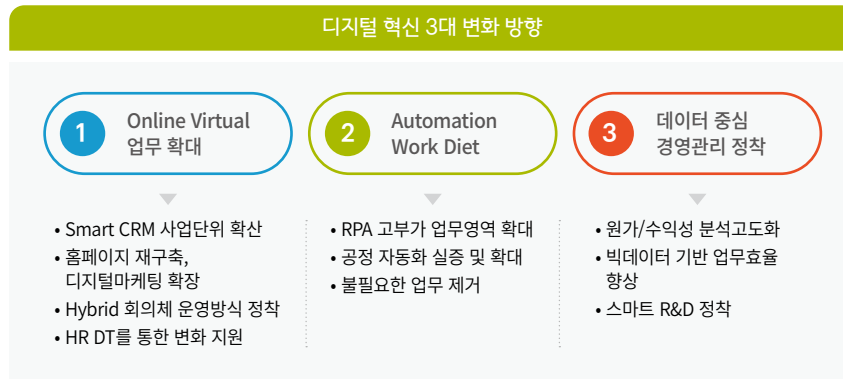 디지털 혁신 3대 변화 방향
1
Online Virtual
업무 확대
• Smart CRM 사업단위 확산
• 홈페이지 재구축,
디지털마케팅 확장
• Hybrid 회의체 운영방식 정착
• HR DT를 통한 변화 지원
2
Automation
Work Diet
• RPA 고부가 업무영역 확대
• 공정 자동화 실증 및 확대
• 불필요한 업무 제거
3
데이터 중심
경영관리 정착
• 원가/수익성 분석고도화
• 빅데이터 기반 업무효율
향상
• 스마트 R&D 정착